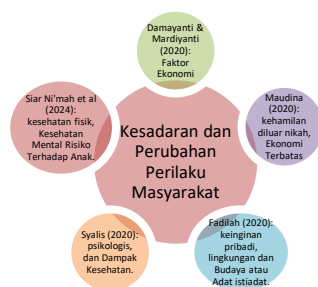 Damayanti &
Mardiyanti
(2020):
Faktor
Ekonomi
Siar Ni'mah et al
(2024):
kesehatan fisik,
Kesehatan
Mental Risiko
Terhadap Anak.
Maudina
(2020):
kehamilan
diluar nikah,
Ekonomi
Terbatas
Kesadaran dan
Perubahan
Perilaku
Masyarakat
Syalis (2020):
psikologis,
dan Dampak
Kesehatan.
Fadilah (2020):
keinginan
pribadi,
lingkungan dan
Budaya atau
Adat istiadat.